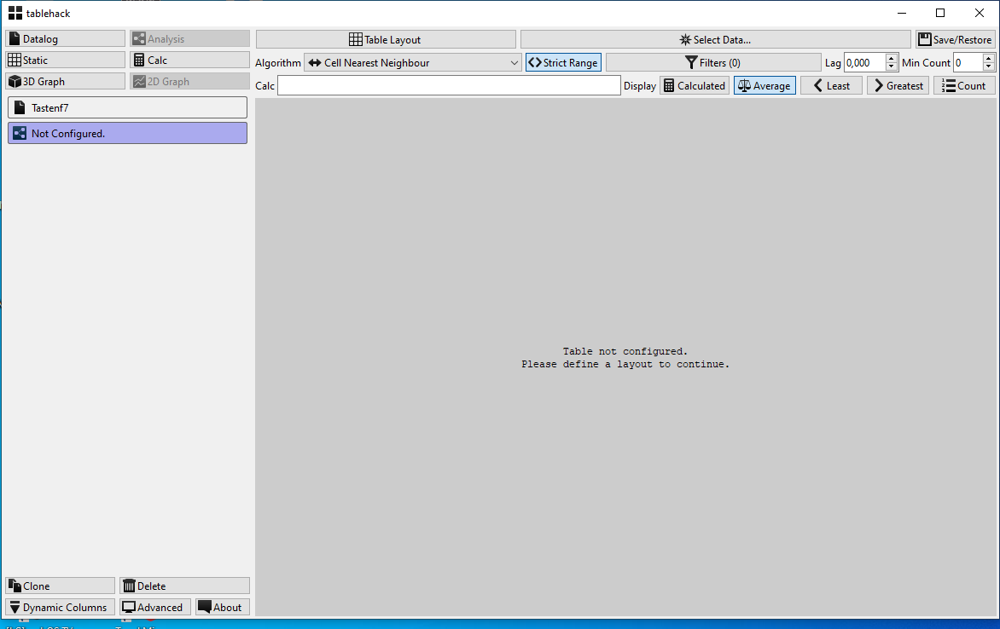 tablehack
Datalog Analysis Table Layout Select Data... Save/Restore
Static Calc Algorithm Cell Nearest Neighbour Strict Range Filters (0) Lag 0,000 Min Count 0
3D Graph 2D Graph Calc Display Calculated Average Least Greatest Count
Tastenf7
Not Configured.
Table not configured.
Please define a layout to continue.
Clone Delete
Dynamic Columns Advanced About